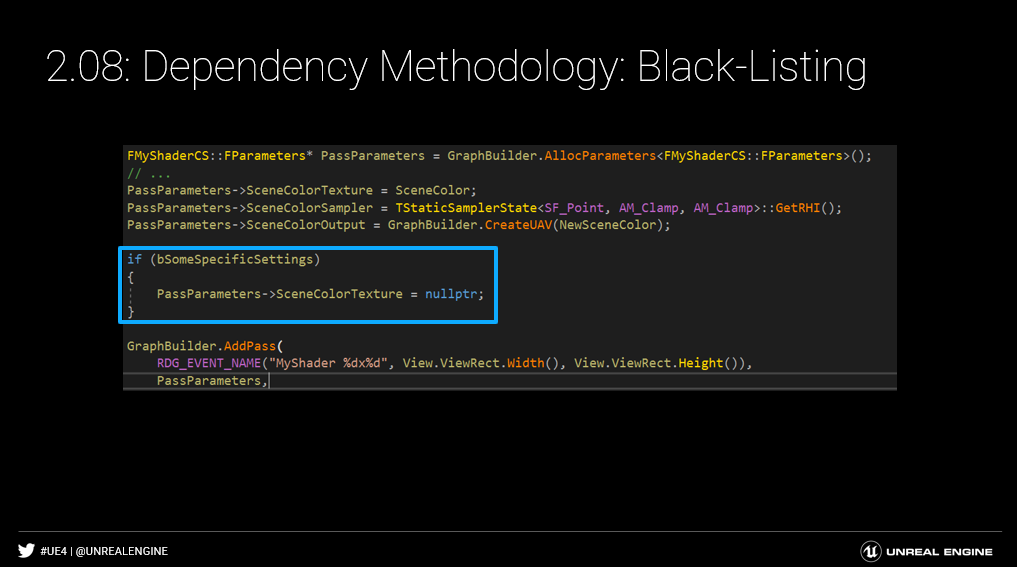 2.08: Dependency Methodology: Black-Listing
FMyShaderCS::FParameters* PassParameters = GraphBuilder.AllocParameters<FMyShaderCS::FParameters>();
// ...
PassParameters->SceneColorTexture = SceneColor;
PassParameters->SceneColorSampler = TStaticSamplerState<SF_Point, AM_Clamp, AM_Clamp>::GetRHI();
PassParameters->SceneColorOutput = GraphBuilder.CreateUAV(NewSceneColor);
if (bSomeSpecificSettings)
{
PassParameters->SceneColorTexture = nullptr;
}
GraphBuilder.AddPass(
RDG_EVENT_NAME("MyShader %dx%d", View.ViewRect.Width(), View.ViewRect.Height()),
PassParameters,
#UE4 | @UNREALENGINE
UNREAL ENGINE